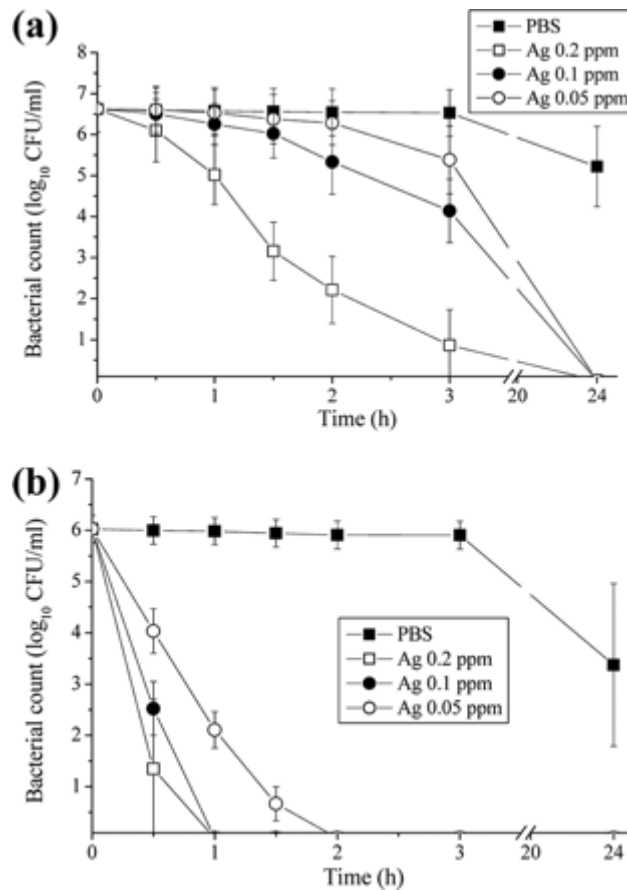 (a)
PBS
Ag 0.2 ppm
Ag 0.1 ppm
Ag 0.05 ppm
8
7
6
5
4
3
2
1
Bacterial count (log₁₀ CFU/ml)
0 1 2 3 20 24
Time (h)
(b)
7
6
5
4
3
2
1
Bacterial count (log₁₀ CFU/ml)
PBS
Ag 0.2 ppm
Ag 0.1 ppm
Ag 0.05 ppm
0 1 2 3 20 24
Time (h)